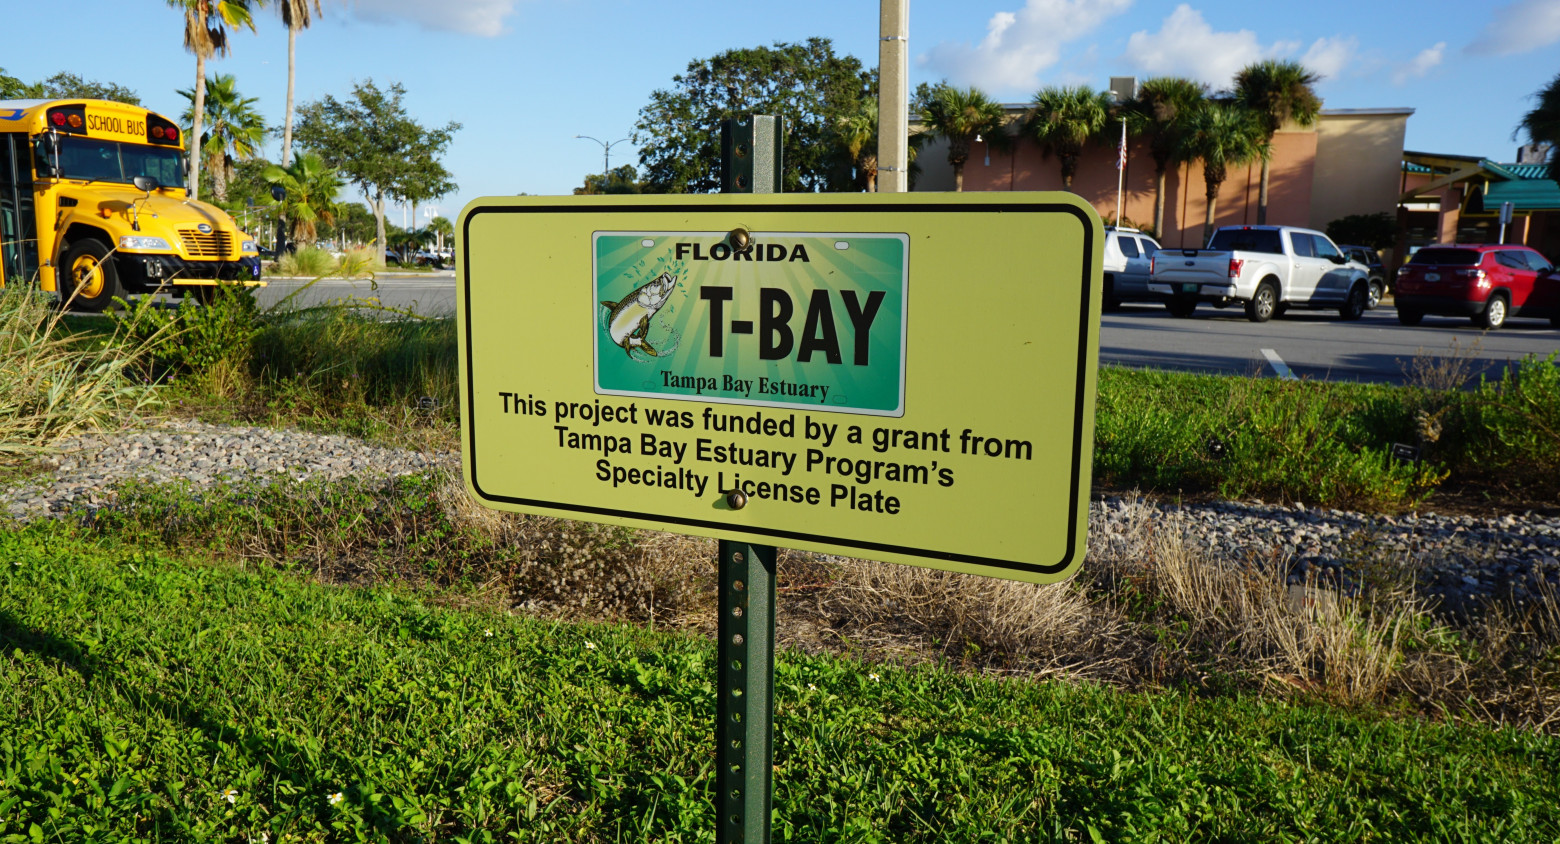 SCHOOL BUS
FLORIDA
T-BAY
Tampa Bay Estuary
This project was funded by a grant from
Tampa Bay Estuary Program's
Specialty License Plate